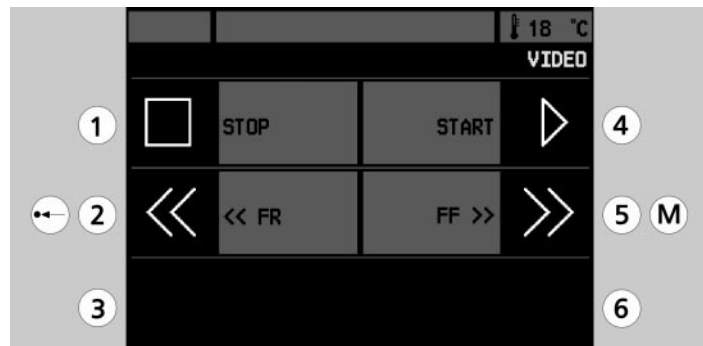 18 °C
VIDEO
1 STOP START 4
2 << FR FF >> 5 M
3 6